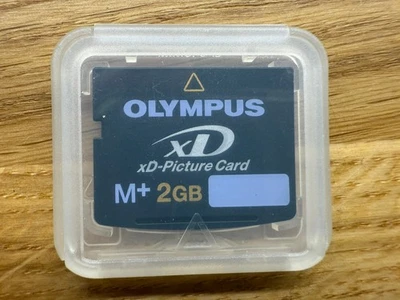 OLYMPUS
xD
xD-Picture Card
M+ 2GB